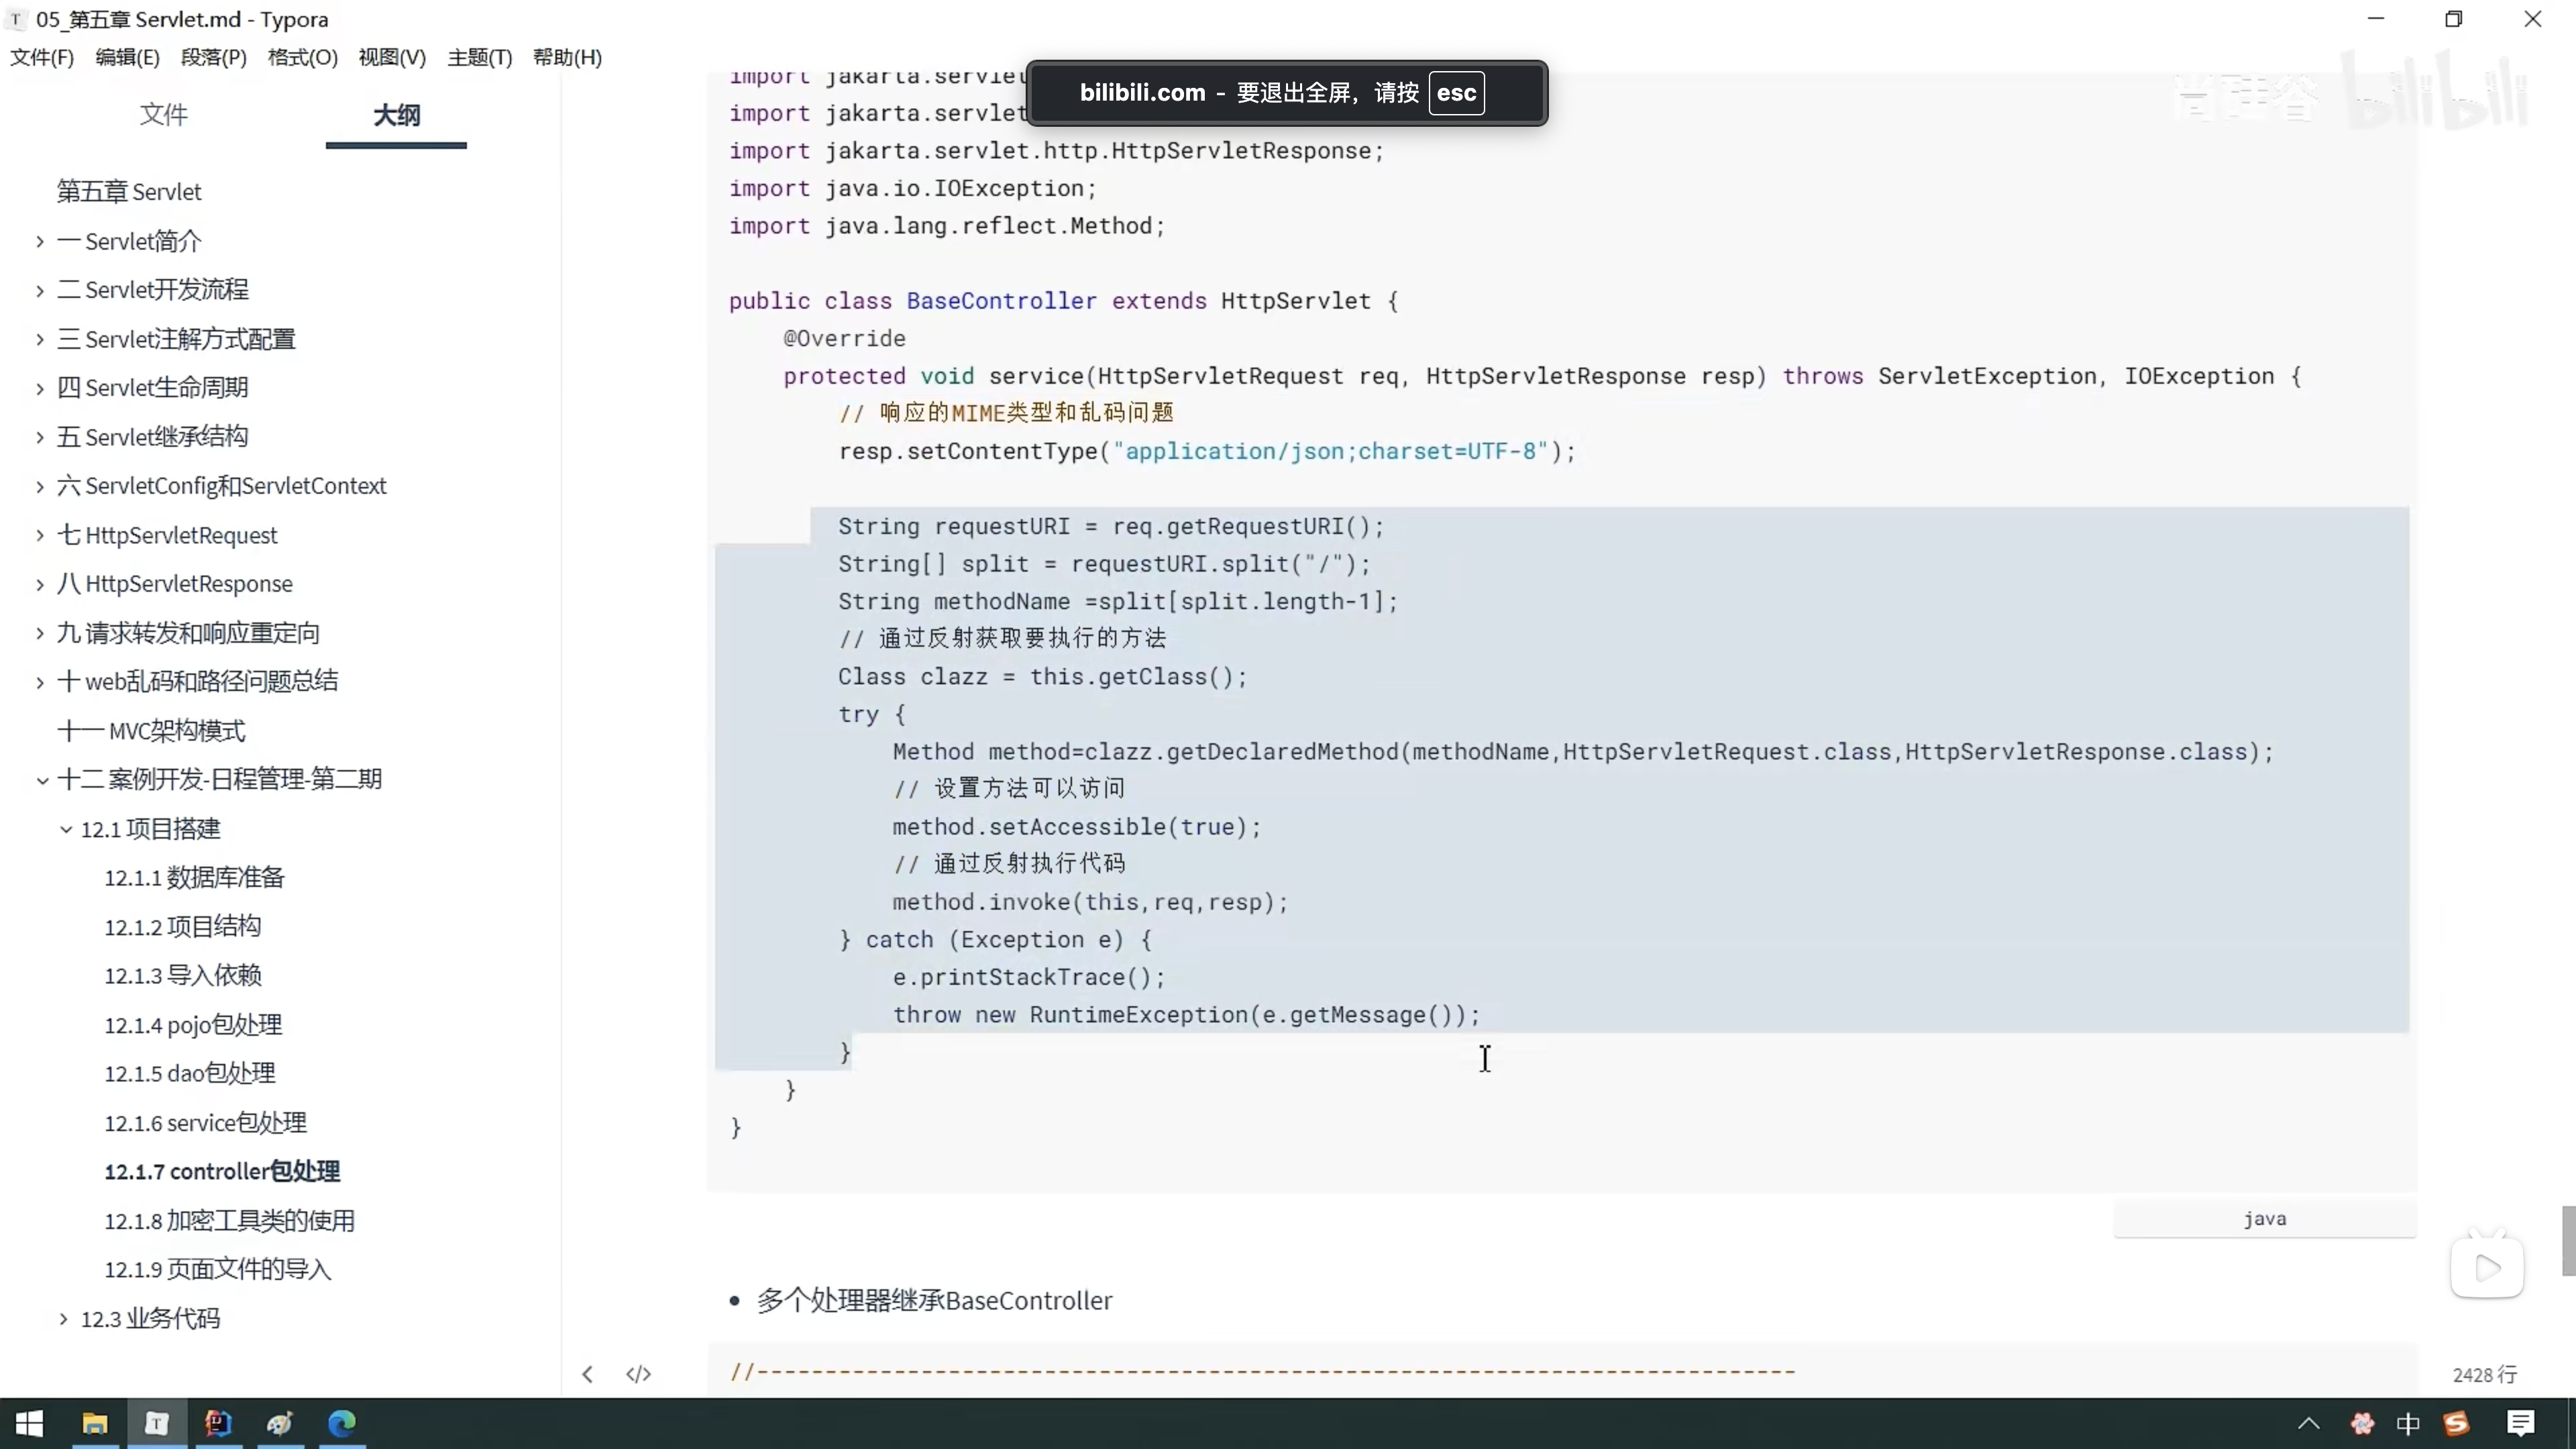 05_第五章 Servlet.md - Typora
文件(F) 编辑(E) 段落(P) 格式(O) 视图(V) 主题(T) 帮助(H)
bilibili.com - 要退出全屏，请按 esc
尚硅谷 bilibili
文件 大纲
第五章 Servlet
一 Servlet简介
二 Servlet开发流程
三 Servlet注解方式配置
四 Servlet生命周期
五 Servlet继承结构
六 ServletConfig和ServletContext
七 HttpServletRequest
八 HttpServletResponse
九 请求转发和响应重定向
十 web乱码和路径问题总结
十一 MVC架构模式
十二 案例开发-日程管理-第二期
12.1 项目搭建
12.1.1 数据库准备
12.1.2 项目结构
12.1.3 导入依赖
12.1.4 pojo包处理
12.1.5 dao包处理
12.1.6 service包处理
12.1.7 controller包处理
12.1.8 加密工具类的使用
12.1.9 页面文件的导入
12.3 业务代码
import jakarta.servlet
import jakarta.servlet
import jakarta.servlet.http.HttpServletResponse;
import java.io.IOException;
import java.lang.reflect.Method;
public class BaseController extends HttpServlet {
@Override
protected void service(HttpServletRequest req, HttpServletResponse resp) throws ServletException, IOException {
// 响应的MIME类型和乱码问题
resp.setContentType("application/json;charset=UTF-8");
String requestURI = req.getRequestURI();
String[] split = requestURI.split("/");
String methodName =split[split.length-1];
// 通过反射获取要执行的方法
Class clazz = this.getClass();
try {
Method method=clazz.getDeclaredMethod(methodName,HttpServletRequest.class,HttpServletResponse.class);
// 设置方法可以访问
method.setAccessible(true);
// 通过反射执行代码
method.invoke(this,req,resp);
} catch (Exception e) {
e.printStackTrace();
throw new RuntimeException(e.getMessage());
}
}
}
java
• 多个处理器继承BaseController
//----------------------------------------------------------------------------
2428 行
中